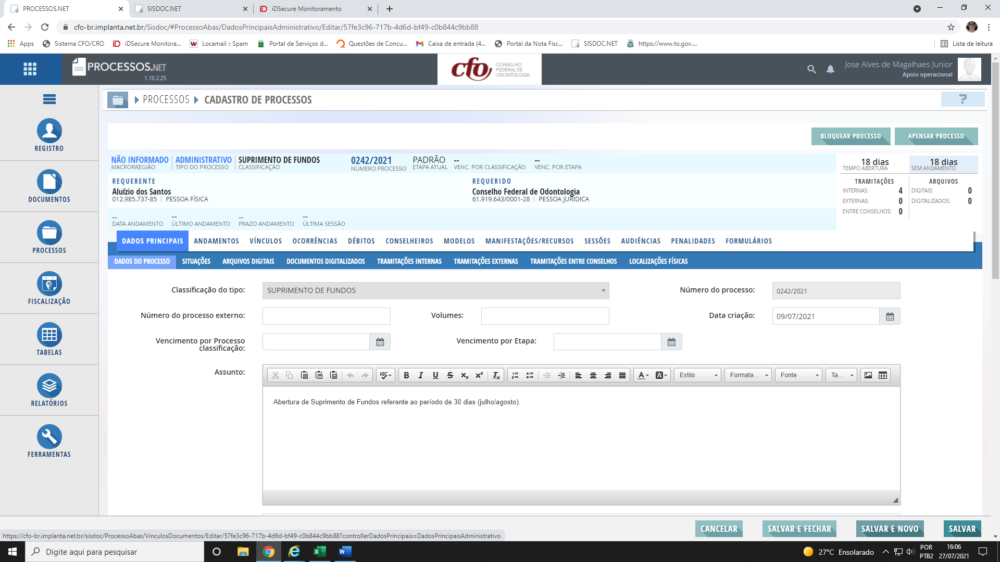 PROCESSOS.NET
SISDOC.NET
iDSecure Monitoramento
cfo-br.implanta.net.br/Sisdoc/#ProcessoAbas/DadosPrincipaisAdministrativo/Editar/57fe3c96-717b-4d6d-bf49-c0b844c9bb88
Apps Sistema CFO/CRO iDSecure Monitora... Locamail :: Spam Portal de Serviços d... Questões de Concu... Caixa de entrada (4... Portal da Nota Fisc... SISDOC.NET https://www.to.gov.... Lista de leitura
PROCESSOS.NET
1.10.2.25
cfo CONSELHO FEDERAL DE ODONTOLOGIA
Jose Alves de Magalhaes Junior
Apoio operacional
PROCESSOS CADASTRO DE PROCESSOS ?
REGISTRO
DOCUMENTOS
PROCESSOS
FISCALIZAÇÃO
TABELAS
RELATÓRIOS
FERRAMENTAS
BLOQUEAR PROCESSO APENSAR PROCESSO
NÃO INFORMADO ADMINISTRATIVO SUPRIMENTO DE FUNDOS 0242/2021 PADRÃO -- --
MACRORREGIÃO TIPO DO PROCESSO CLASSIFICAÇÃO NÚMERO PROCESSO ETAPA ATUAL VENC. POR CLASSIFICAÇÃO VENC. POR ETAPA
18 dias 18 dias
TEMPO ABERTURA SEM ANDAMENTO
REQUERENTE REQUERIDO
Aluízio dos Santos Conselho Federal de Odontologia
012.985.737-85 PESSOA FÍSICA 61.919.643/0001-28 PESSOA JURÍDICA
TRAMITAÇÕES ARQUIVOS
INTERNAS: 4 DIGITAIS: 0
EXTERNAS: 0 DIGITALIZADOS: 0
ENTRE CONSELHOS: 0
-- -- -- --
DATA ANDAMENTO ÚLTIMO ANDAMENTO PRAZO ANDAMENTO ÚLTIMA SESSÃO
DADOS PRINCIPAIS ANDAMENTOS VÍNCULOS OCORRÊNCIAS DÉBITOS CONSELHEIROS MODELOS MANIFESTAÇÕES/RECURSOS SESSÕES AUDIÊNCIAS PENALIDADES FORMULÁRIOS
DADOS DO PROCESSO SITUAÇÕES ARQUIVOS DIGITAIS DOCUMENTOS DIGITALIZADOS TRAMITAÇÕES INTERNAS TRAMITAÇÕES EXTERNAS TRAMITAÇÕES ENTRE CONSELHOS LOCALIZAÇÕES FÍSICAS
Classificação do tipo: SUPRIMENTO DE FUNDOS Número do processo: 0242/2021
Número do processo externo: Volumes: Data criação: 09/07/2021
Vencimento por Processo
classificação:
Vencimento por Etapa:
Assunto:
Estilo Formata... Fonte Ta...
Abertura de Suprimento de Fundos referente ao período de 30 dias (julho/agosto).
CANCELAR SALVAR E FECHAR SALVAR E NOVO SALVAR
https://cfo-br.implanta.net.br/sisdoc/ProcessoAbas/VinculosDocumentos/Editar/57fe3c96-717b-4d6d-bf49-c0b844c9bb88?controllerDadosPrincipais=DadosPrincipaisAdministrativo
Digite aqui para pesquisar
27°C Ensolarado
POR
PTB2
16:06
27/07/2021